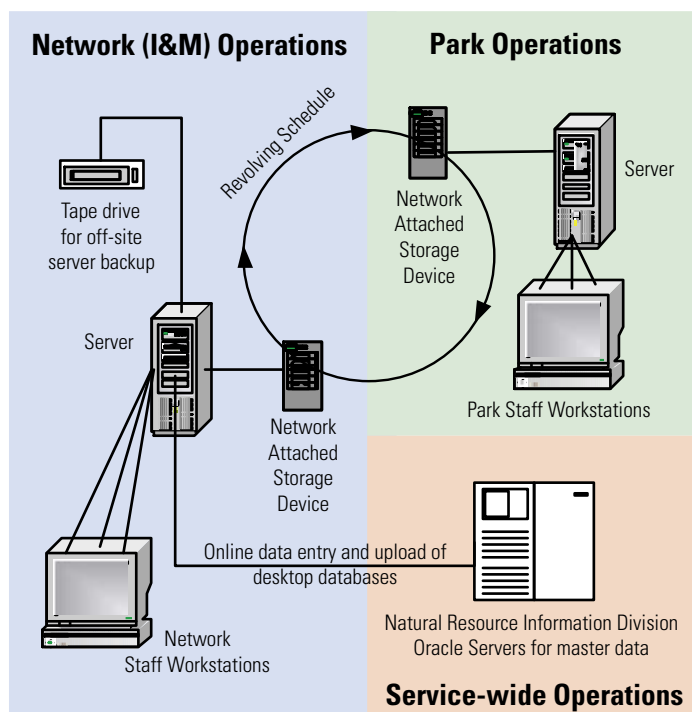 Network (I&M) Operations
Park Operations
Revolving Schedule
Tape drive
for off-site
server backup
Network
Attached
Storage
Device
Server
Server
Network
Attached
Storage
Device
Park Staff Workstations
Online data entry and upload of
desktop databases
Network
Staff Workstations
Natural Resource Information Division
Oracle Servers for master data
Service-wide Operations